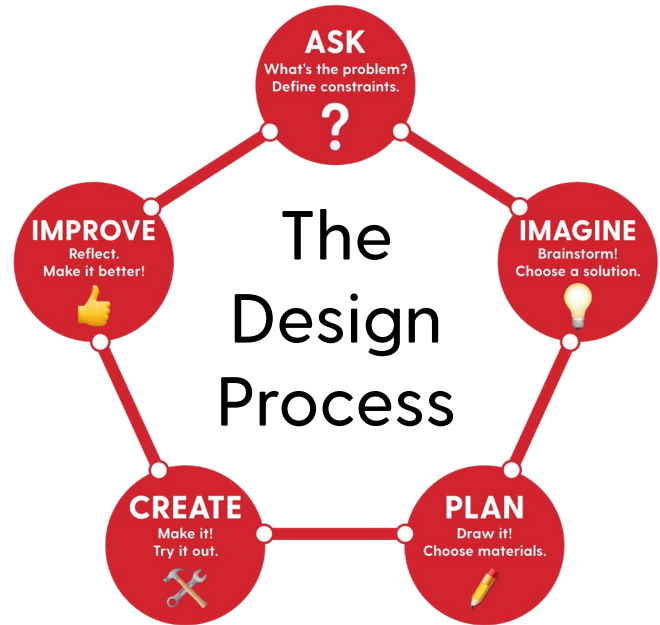 ASK
What's the problem?
Define constraints.
?
IMAGINE
Brainstorm!
Choose a solution.
PLAN
Draw it!
Choose materials.
CREATE
Make it!
Try it out.
IMPROVE
Reflect.
Make it better!
The
Design
Process